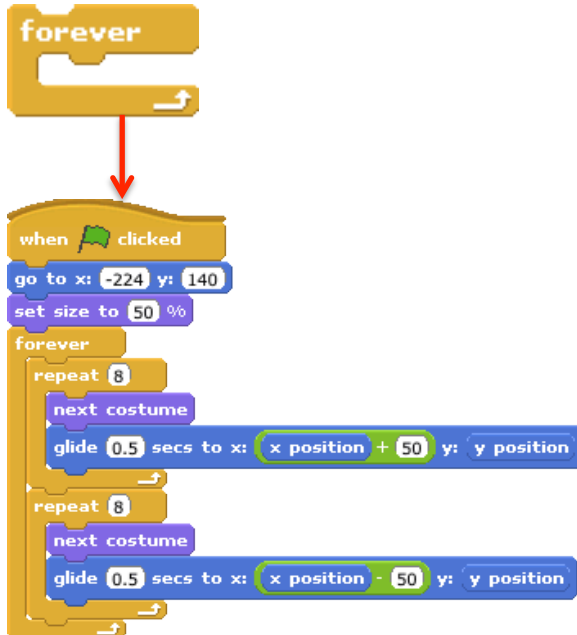 forever
when clicked
go to x: -224 y: 140
set size to 50 %
forever
repeat 8
next costume
glide 0.5 secs to x: x position + 50 y: y position
repeat 8
next costume
glide 0.5 secs to x: x position - 50 y: y position